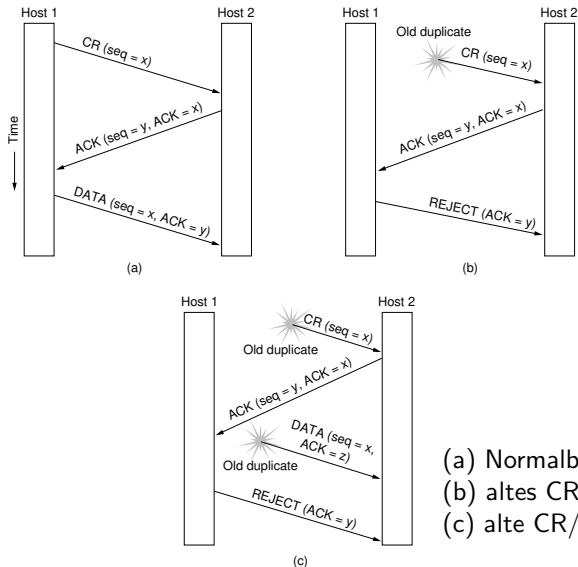 Host 1
Host 2
CR (seq = x)
ACK (seq = y, ACK = x)
DATA (seq = x, ACK = y)
Time
(a)
Host 1
Host 2
Old duplicate
CR (seq = x)
ACK (seq = y, ACK = x)
REJECT (ACK = y)
(b)
Host 1
Host 2
CR (seq = x)
Old duplicate
ACK (seq = y, ACK = x)
DATA (seq = x,
ACK = z)
Old duplicate
REJECT (ACK = y)
(c)
(a) Normalb
(b) altes CR
(c) alte CR/